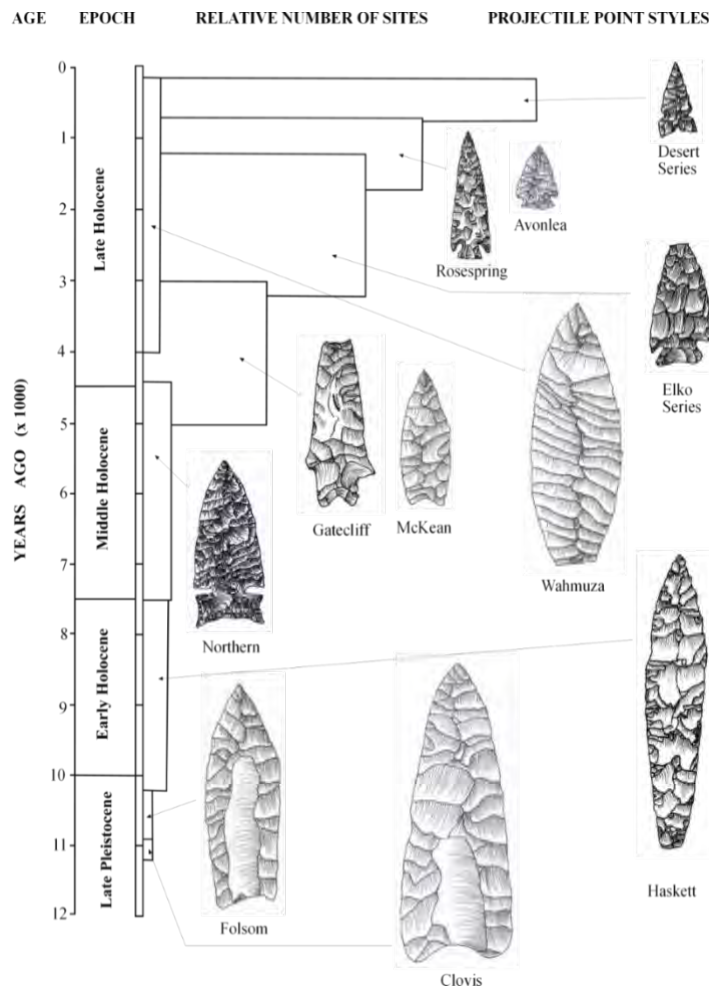 AGE EPOCH RELATIVE NUMBER OF SITES PROJECTILE POINT STYLES
0
1
2
3
4
5
6
7
8
9
10
11
12
YEARS AGO (x 1000)
Late Holocene
Middle Holocene
Early Holocene
Late Pleistocene
Desert
Series
Avonlea
Rosespring
Elko
Series
Gatecliff
McKean
Wahmuza
Northern
Haskett
Folsom
Clovis